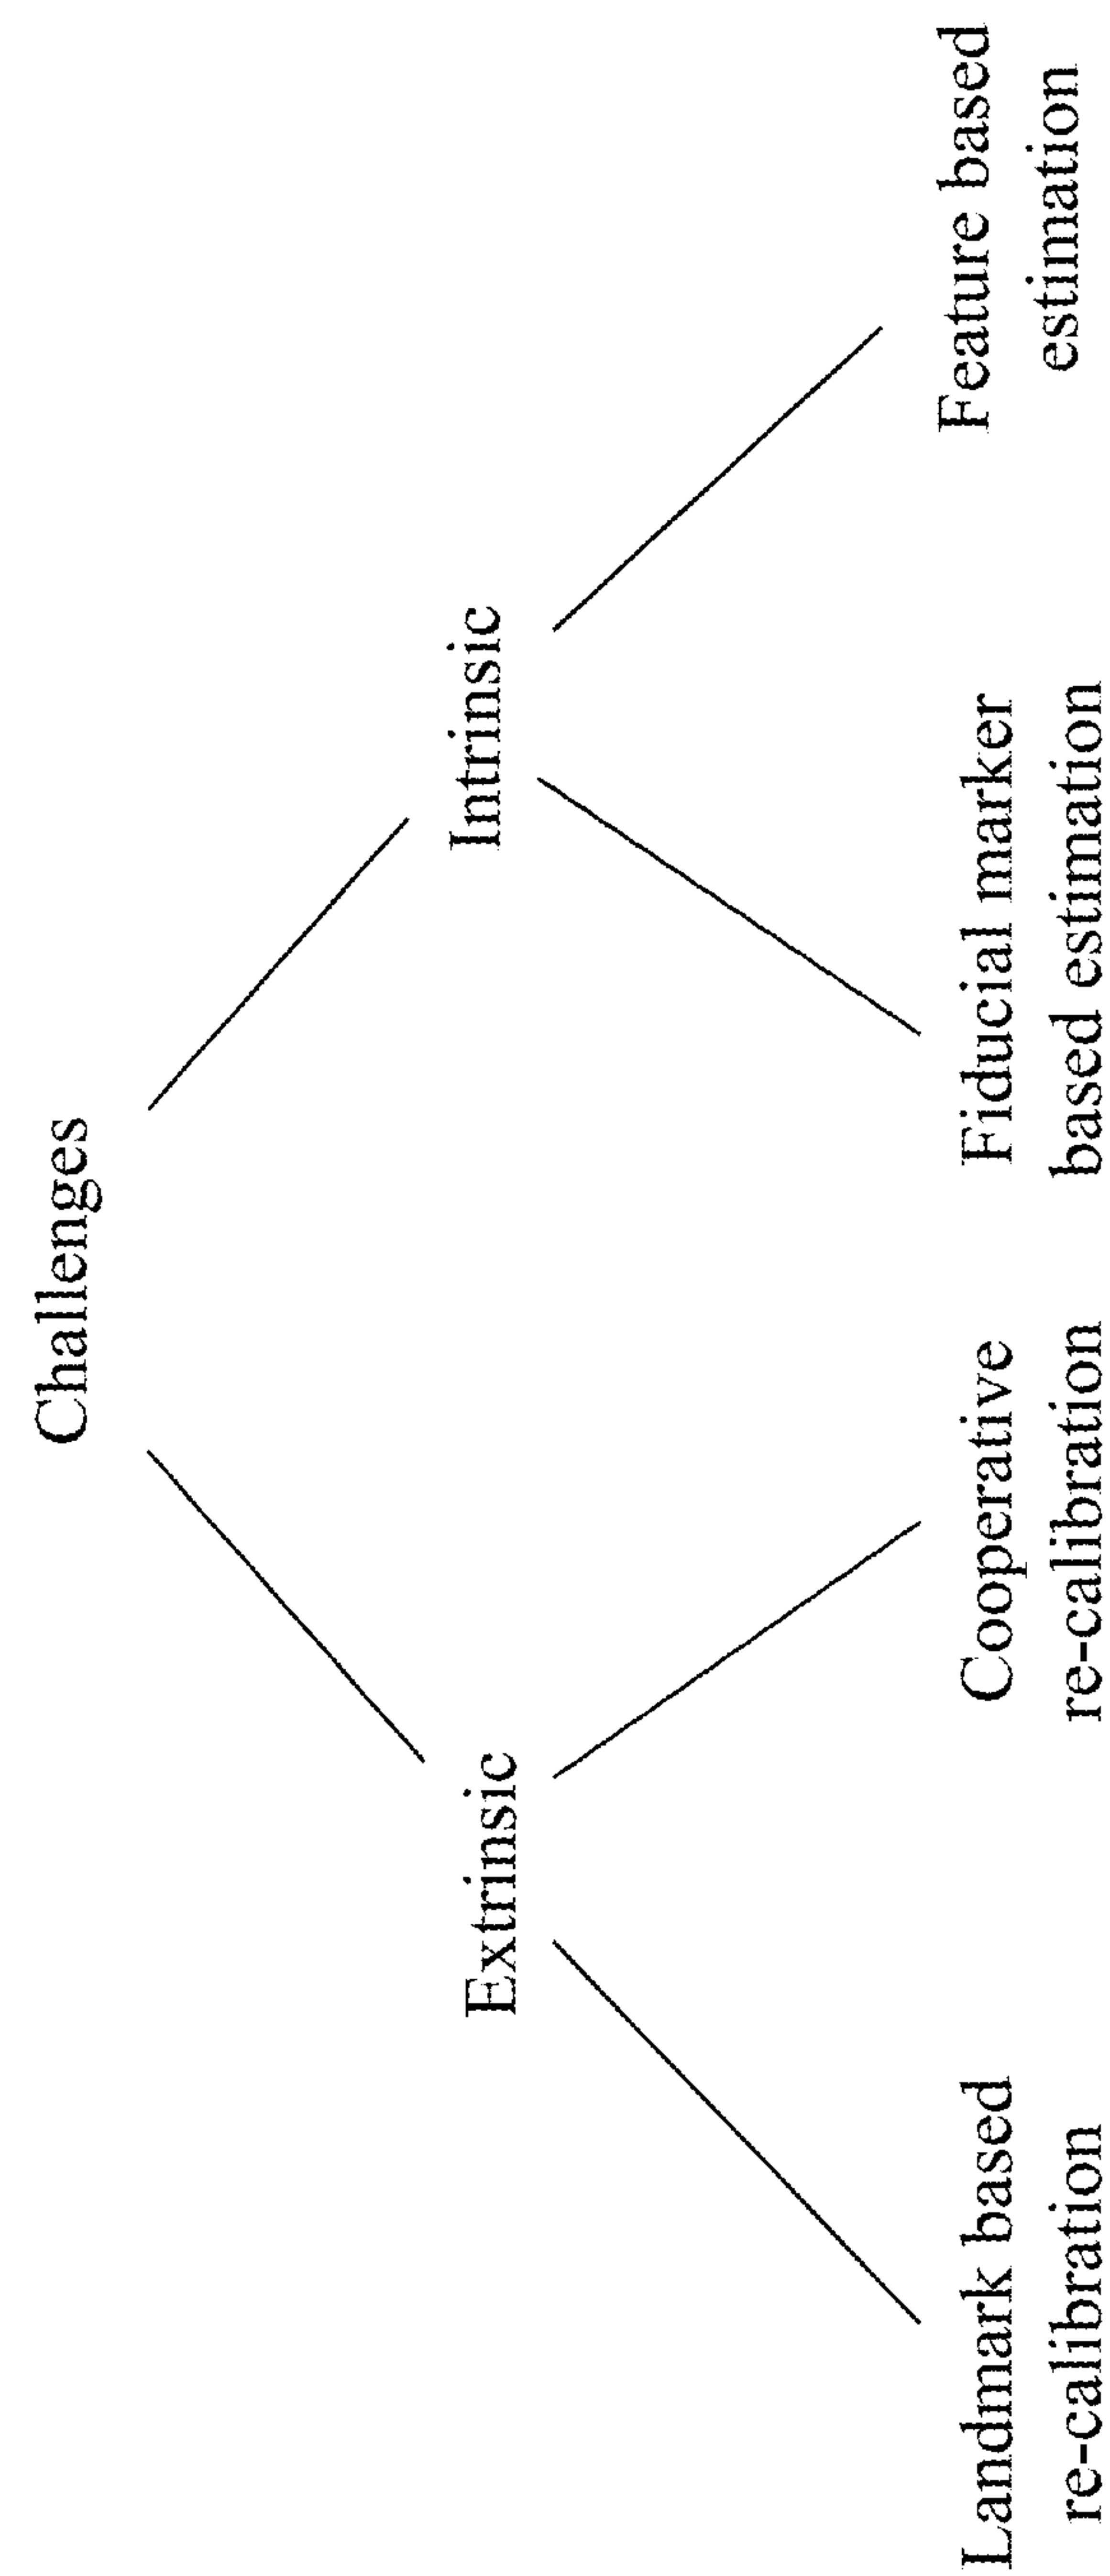 Challenges
Extrinsic
Intrinsic
Landmark based
re-calibration
Cooperative
re-calibration
Fiducial marker
based estimation
Feature based
estimation